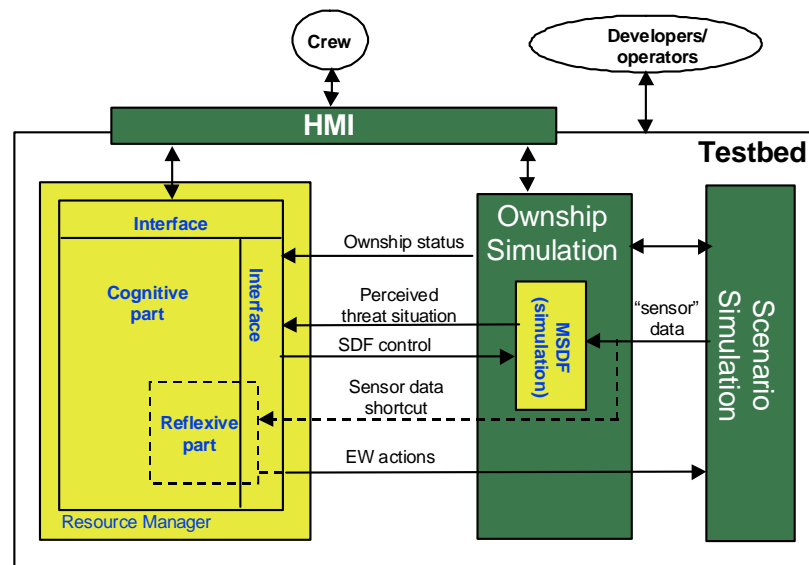 Crew
Developers/
operators
HMI
Testbed
Interface
Cognitive
part
Interface
Reflexive
part
Resource Manager
Ownship status
Perceived
threat situation
SDF control
Sensor data
shortcut
EW actions
Ownship
Simulation
MSDF
(simulation)
“sensor”
data
Scenario
Simulation